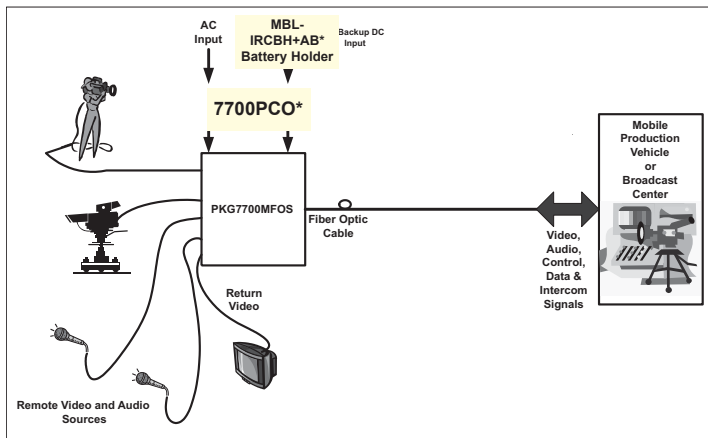 AC
Input
MBL-
IRCBH+AB*
Battery Holder
Backup DC
Input
7700PCO*
PKG7700MFOS
Fiber Optic
Cable
Mobile
Production
Vehicle
or
Broadcast
Center
Video,
Audio,
Control,
Data &
Intercom
Signals
Return
Video
Remote Video and Audio
Sources